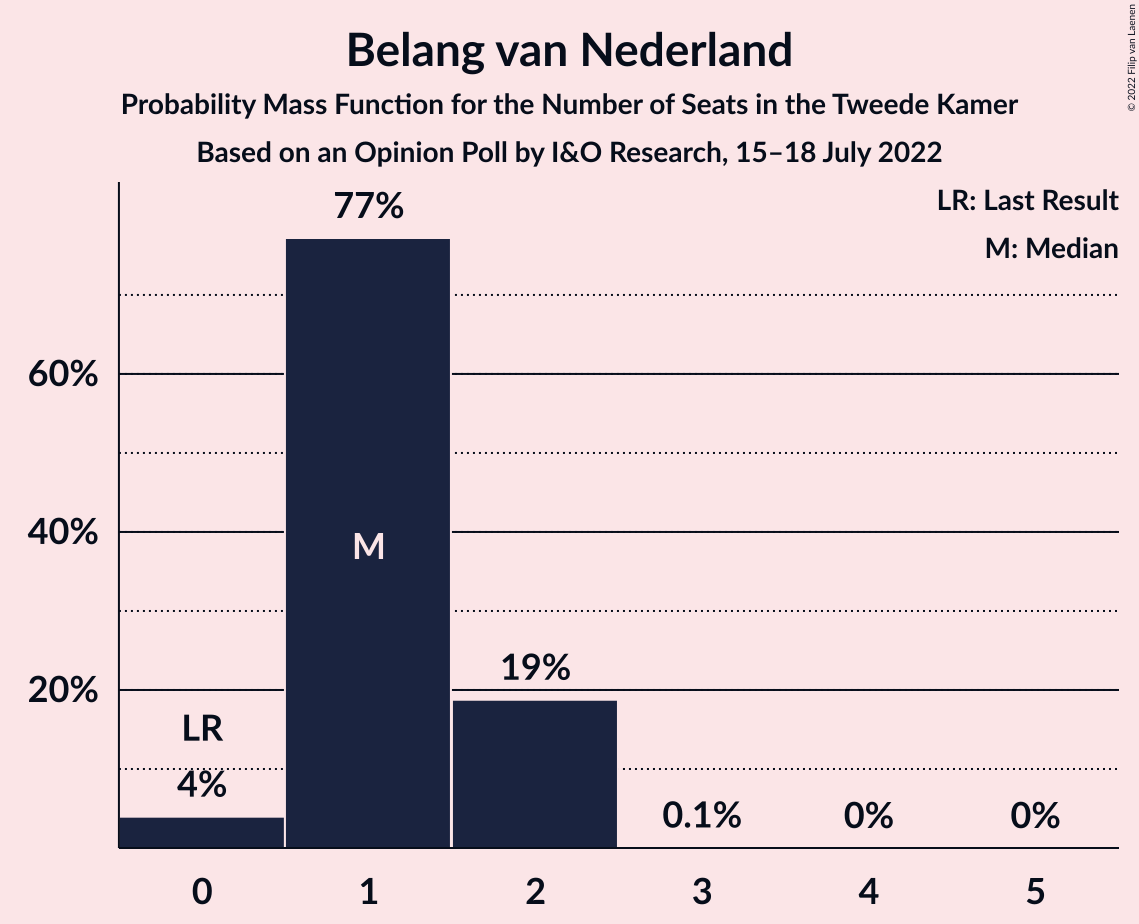 Belang van Nederland
Probability Mass Function for the Number of Seats in the Tweede Kamer
Based on an Opinion Poll by I&O Research, 15–18 July 2022
© 2022 Filip van Laenen
LR: Last Result
M: Median
77%
60%
40%
20%
M
19%
LR
4%
0.1%
0%
0%
0
1
2
3
4
5